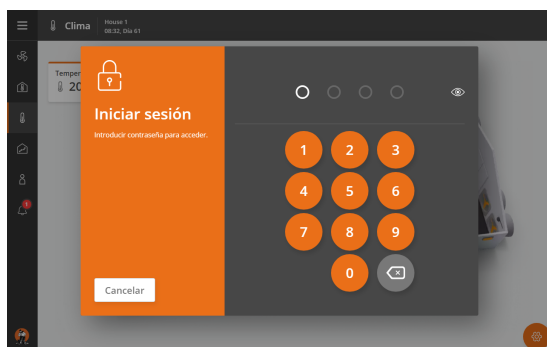 Clima
House 1
08:32, Día 61
Temper
20
Iniciar sesión
Introducir contraseña para acceder.
Cancelar
1 2 3
4 5 6
7 8 9
0
1